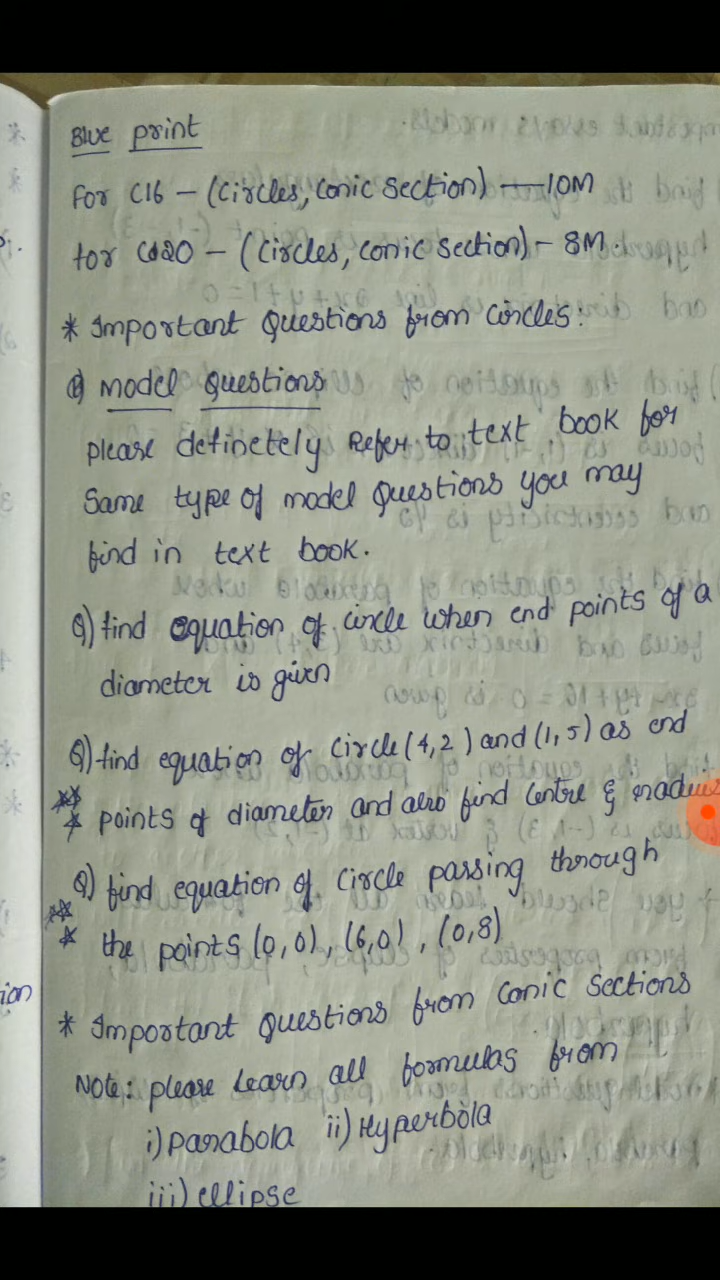 Blue print
For C16 - (Circles, Conic Section) - 10M
for C20 - (Circles, Conic Section) - 8M.
* Important Questions from Circles:
Model Questions
please definetely Refer to text book for
Same type of model Questions you may
find in text book.
Q) find equation of circle when end points of a
diameter is given
Q) find equation of Circle (4,2) and (1,5) as end
** * points of diameter and also find Centre & radius
Q) find equation of Circle passing through
** * the points (0,0), (6,0), (0,8)
ion
* Important Questions from Conic Sections
Note: please Learn all formulas from
i) parabola ii) Hyperbola
iii) ellipse